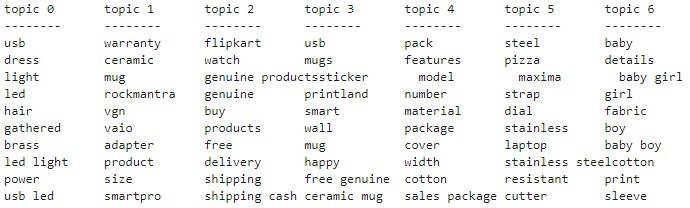 topic 0       topic 1       topic 2       topic 3       topic 4       topic 5       topic 6
--------      --------      --------      --------      --------      --------      --------
usb           warranty      flipkart      usb           pack          steel         baby
dress         ceramic       watch         mugs          features      pizza         details
light         mug           genuine productssticker       model         maxima        baby girl
led           rockmantra    genuine       printland     number        strap         girl
hair          vgn           buy           smart         material      dial          fabric
gathered      vaio          products      wall          package       stainless     boy
brass         adapter       free          mug           cover         laptop        baby boy
led light     product       delivery      happy         width         stainless steelcotton
power         size          shipping      free genuine  cotton        resistant     print
usb led       smartpro      shipping cash ceramic mug   sales package cutter        sleeve